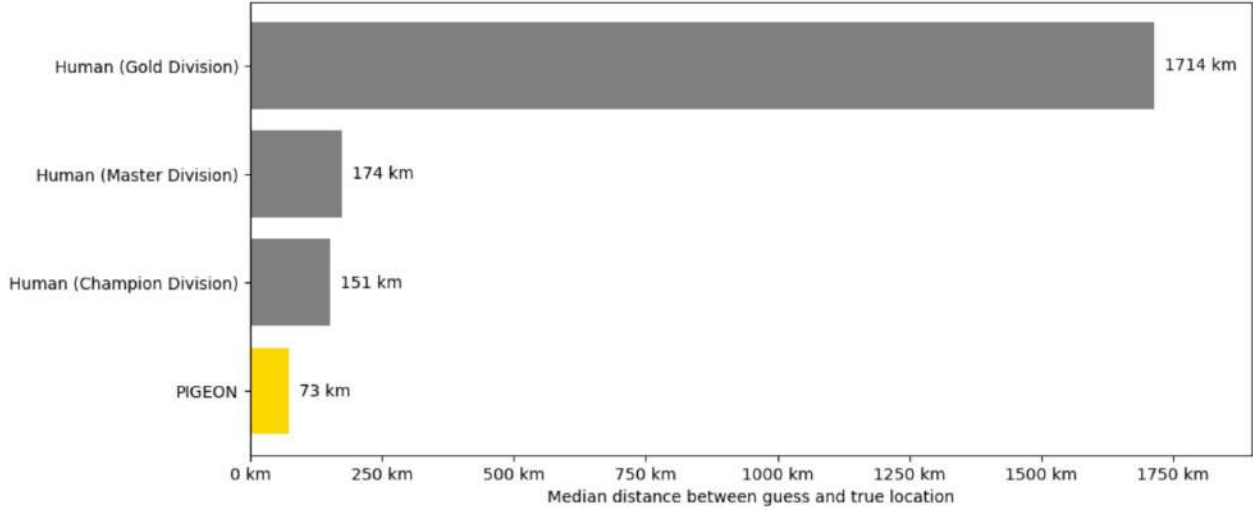 Human (Gold Division)
1714 km
Human (Master Division)
174 km
Human (Champion Division)
151 km
PIGEON
73 km
0 km 250 km 500 km 750 km 1000 km 1250 km 1500 km 1750 km
Median distance between guess and true location